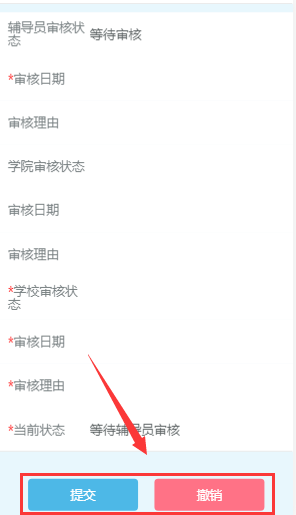 辅导员审核状
态
等待审核
*审核日期
审核理由
学院审核状态
审核日期
审核理由
*学校审核状
态
*审核日期
*审核理由
*当前状态 等待辅导员审核
提交 撤销